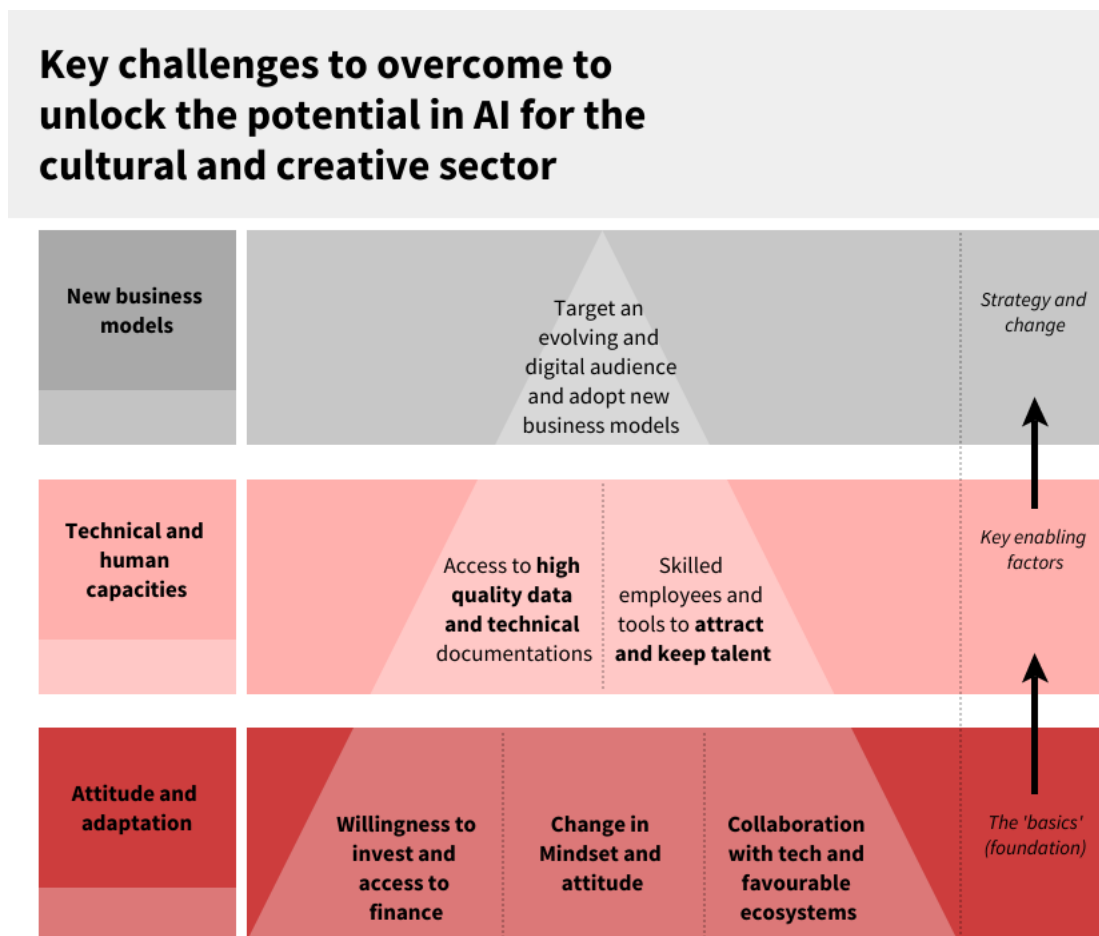 Key challenges to overcome to
unlock the potential in AI for the
cultural and creative sector
New business
models
Target an
evolving and
digital audience
and adopt new
business models
Strategy and
change
Technical and
human
capacities
Access to high
quality data
and technical
documentations
Skilled
employees and
tools to attract
and keep talent
Key enabling
factors
Attitude and
adaptation
Willingness to
invest and
access to
finance
Change in
Mindset and
attitude
Collaboration
with tech and
favourable
ecosystems
The 'basics'
(foundation)